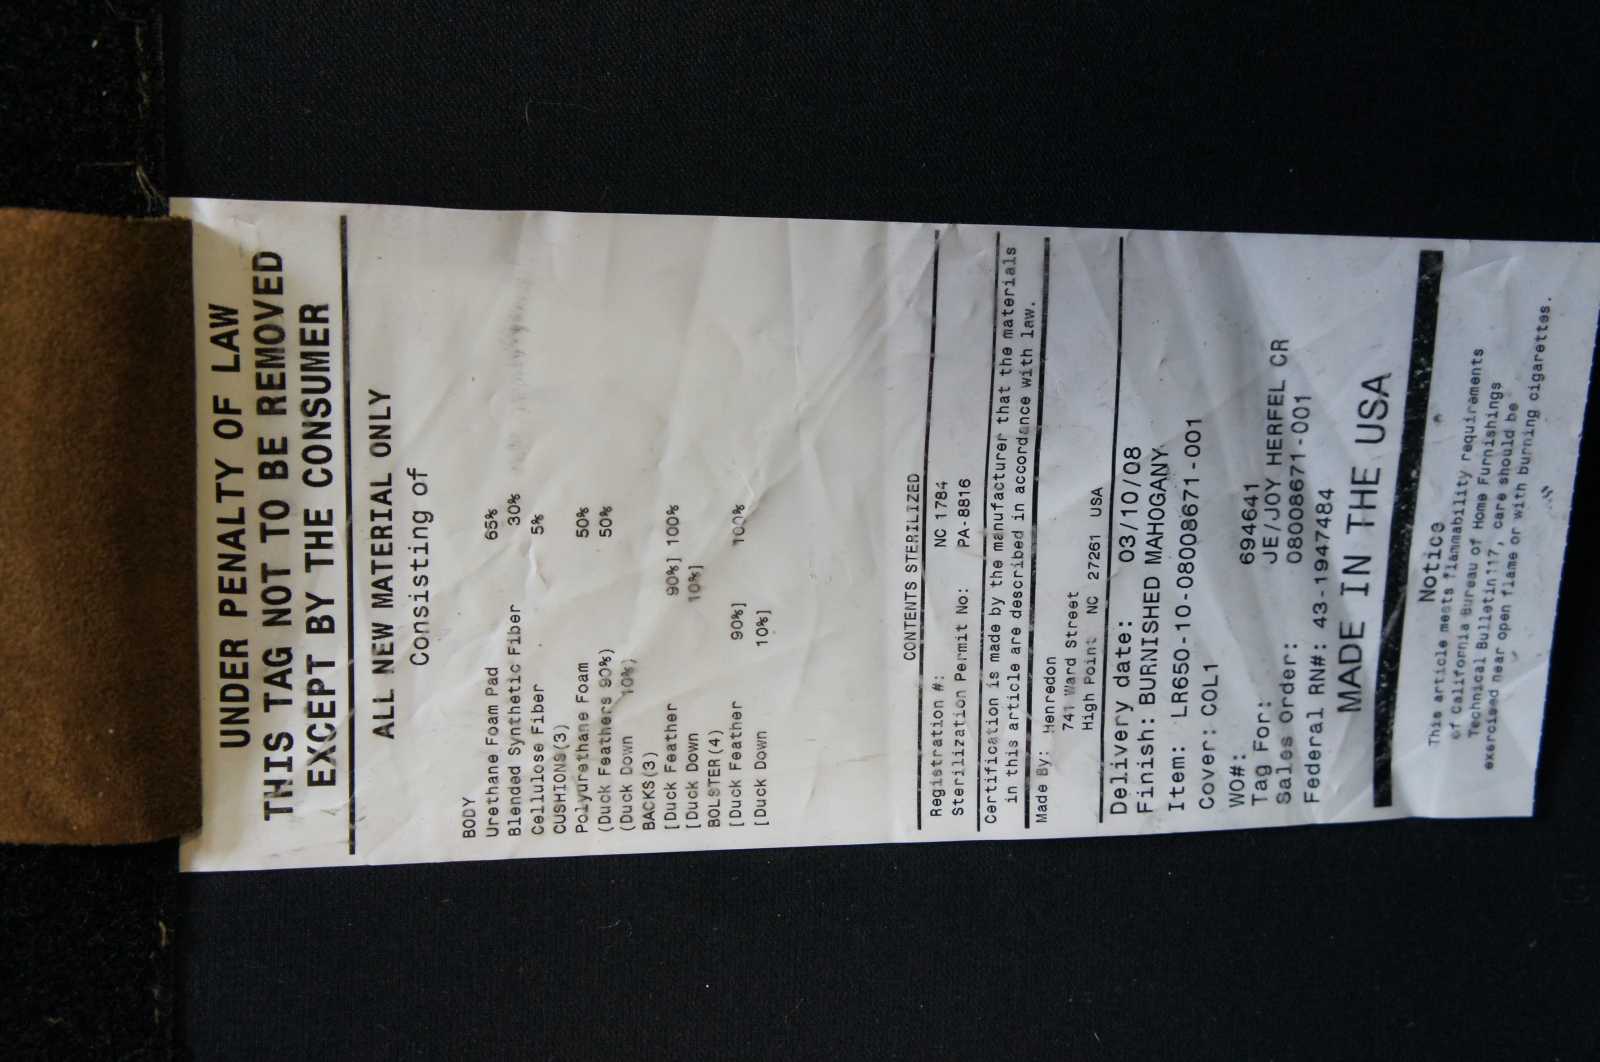 UNDER PENALTY OF LAW
THIS TAG NOT TO BE REMOVED
EXCEPT BY THE CONSUMER
ALL NEW MATERIAL ONLY
Consisting of
BODY
Urethane Foam Pad 65%
Blended Synthetic Fiber 30%
Cellulose Fiber 5%
CUSHIONS(3)
Polyurethane Foam 50%
(Duck Feathers 90%) 50%
(Duck Down 10%)
BACKS(3)
[Duck Feather 90%] 100%
[Duck Down 10%]
BOLSTER(4)
[Duck Feather 90%] 100%
[Duck Down 10%]
CONTENTS STERILIZED
Registration #: NC 1784
Sterilization Permit No: PA-8816
Certification is made by the manufacturer that the materials
in this article are described in accordance with law.
Made By: Henredon
741 Ward Street
High Point NC 27261 USA
Delivery date: 03/10/08
Finish: BURNISHED MAHOGANY
Item: LR650-10-08008671-001
Cover: COL1
WO#: 694641
Tag For: JE/JOY HERFEL CR
Sales Order: 08008671-001
Federal RN#: 43-1947484
MADE IN THE USA
Notice
This article meets flammability requirements
of California Bureau of Home Furnishings
Technical Bulletin 117, care should be
exercised near open flame or with burning cigarettes.